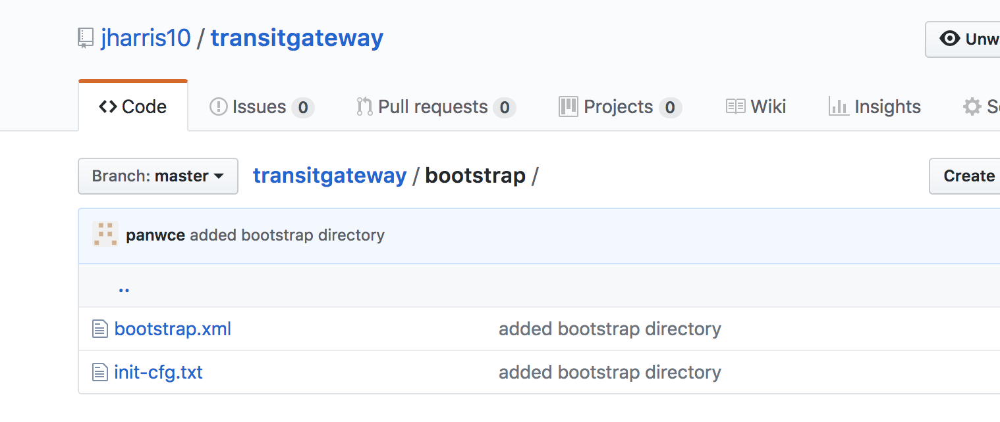 jharris10 / transitgateway
Unw
Code Issues 0 Pull requests 0 Projects 0 Wiki Insights
Branch: master transitgateway / bootstrap / Create
panwce added bootstrap directory
..
bootstrap.xml added bootstrap directory
init-cfg.txt added bootstrap directory